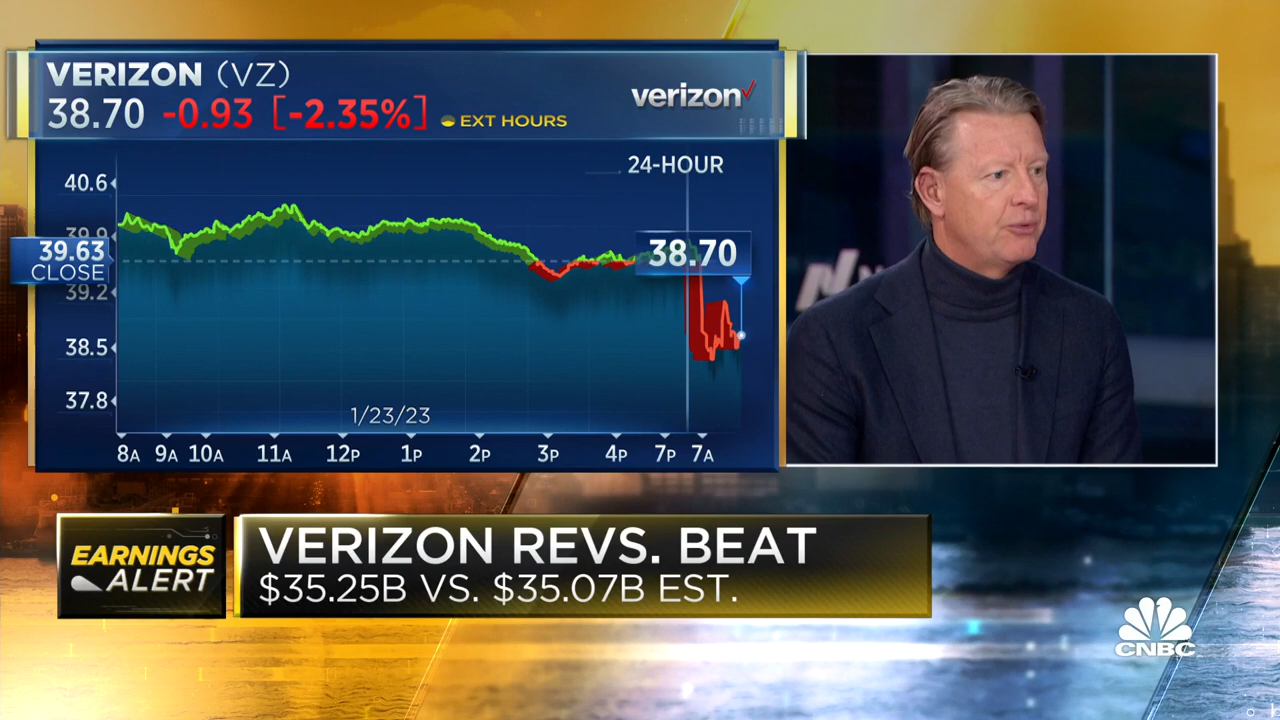 VERIZON (VZ)
38.70 -0.93 [-2.35%] EXT HOURS
verizon
24-HOUR
40.6
39.9
39.63
CLOSE
39.2
38.5
37.8
38.70
1/23/23
8A 9A 10A 11A 12P 1P 2P 3P 4P 7P 7A
EARNINGS
ALERT
VERIZON REVS. BEAT
$35.25B VS. $35.07B EST.
CNBC